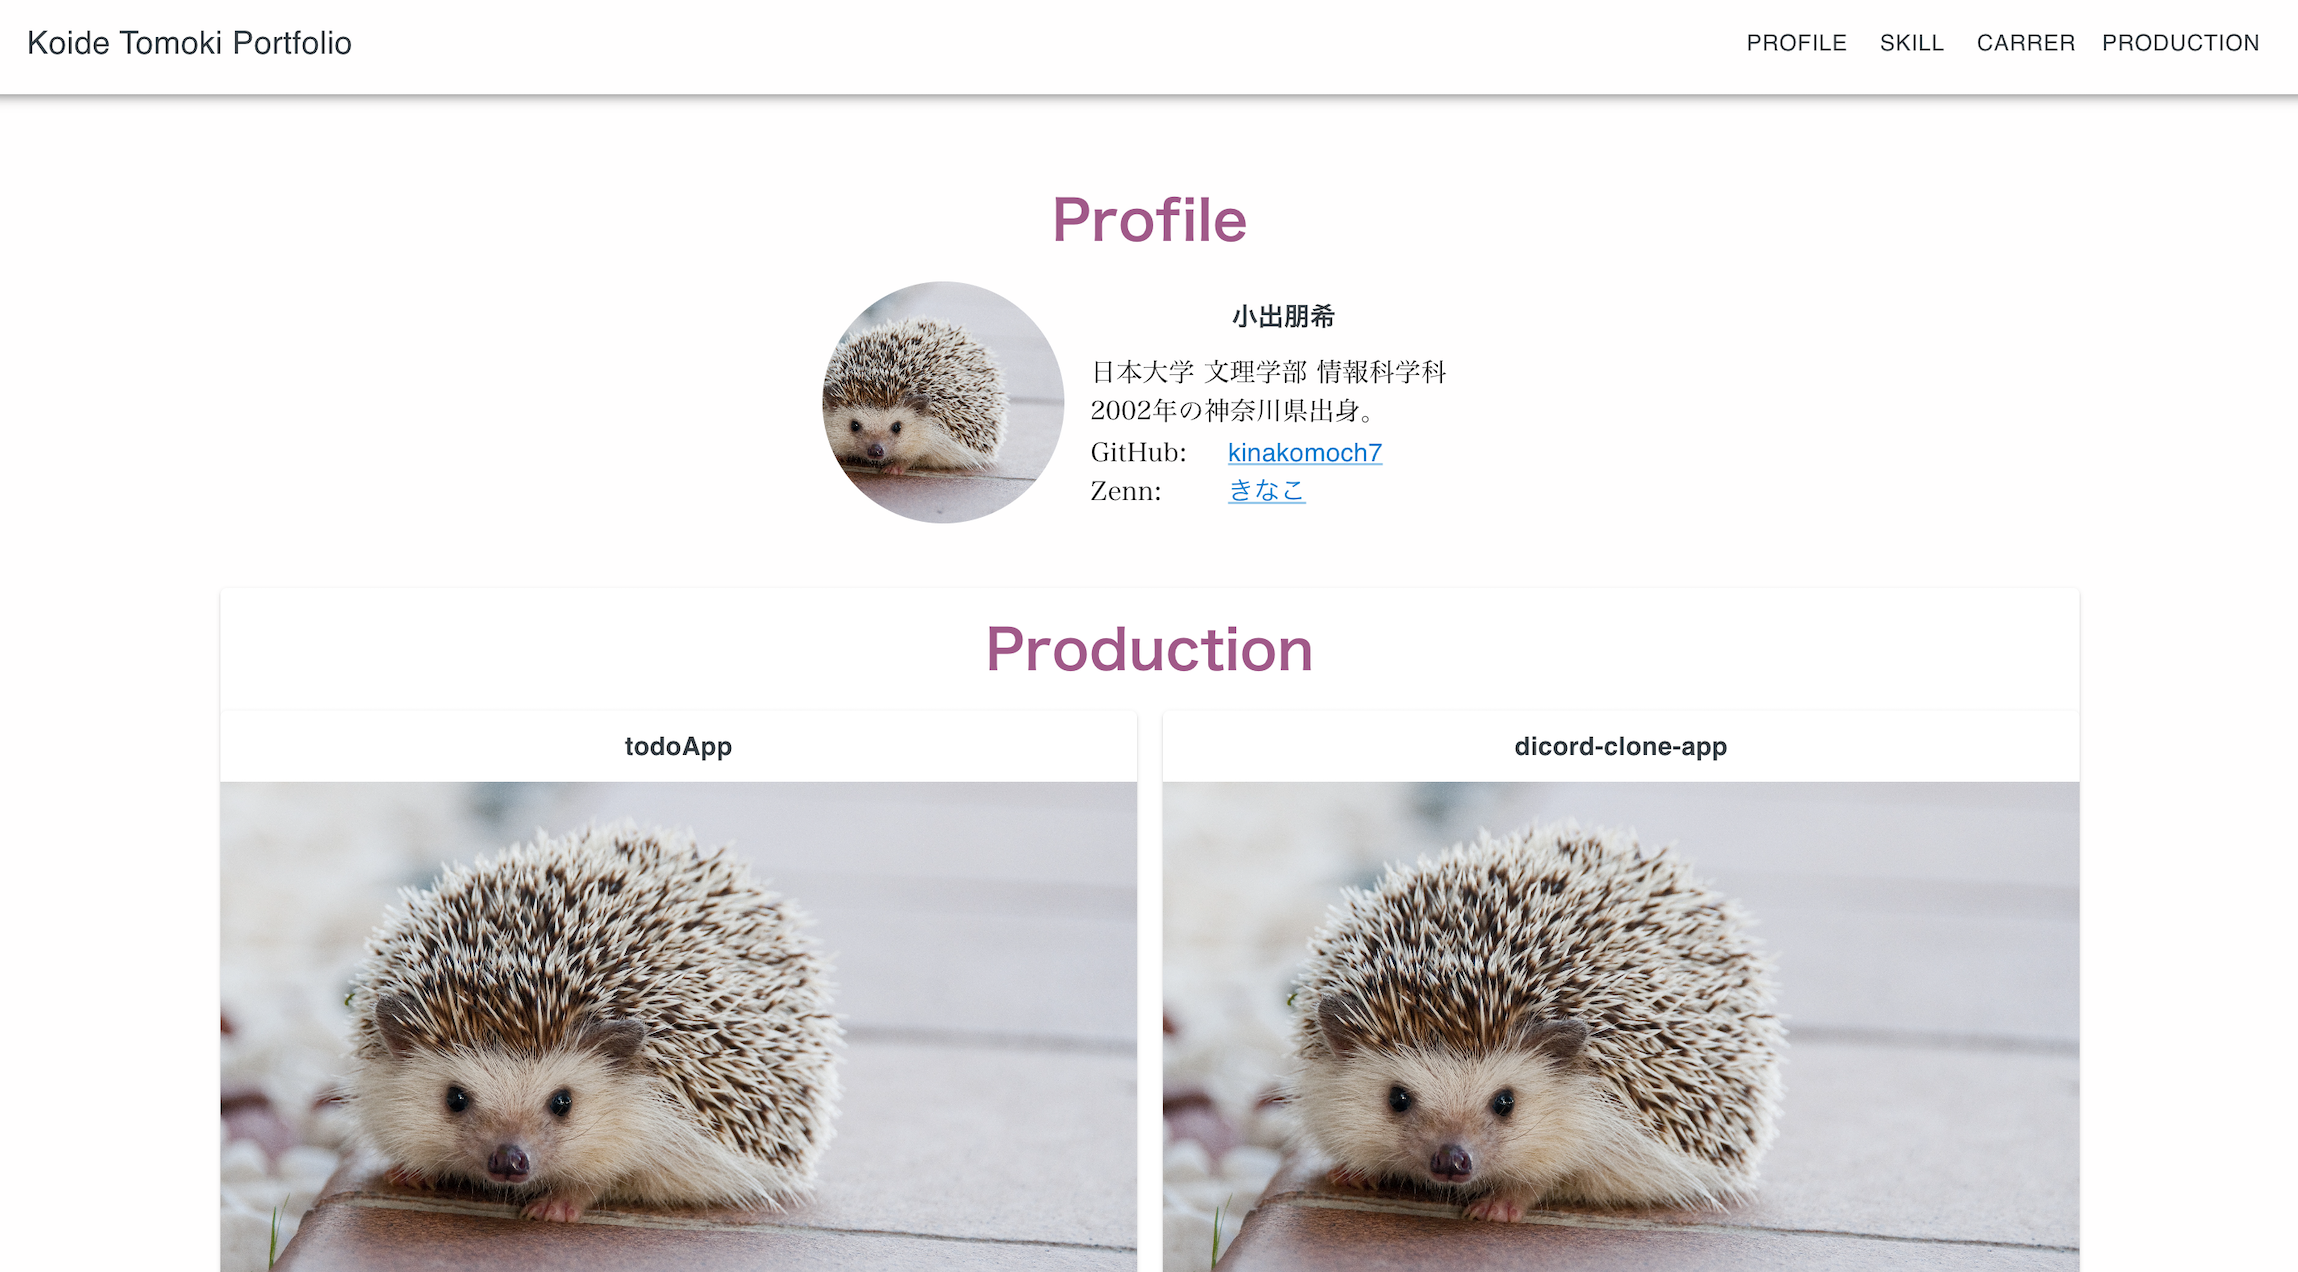 Koide Tomoki Portfolio
PROFILE SKILL CARRER PRODUCTION
Profile
小出朋希
日本大学 文理学部 情報科学科
2002年の神奈川県出身。
GitHub: kinakomoch7
Zenn: きなこ
Production
todoApp
dicord-clone-app